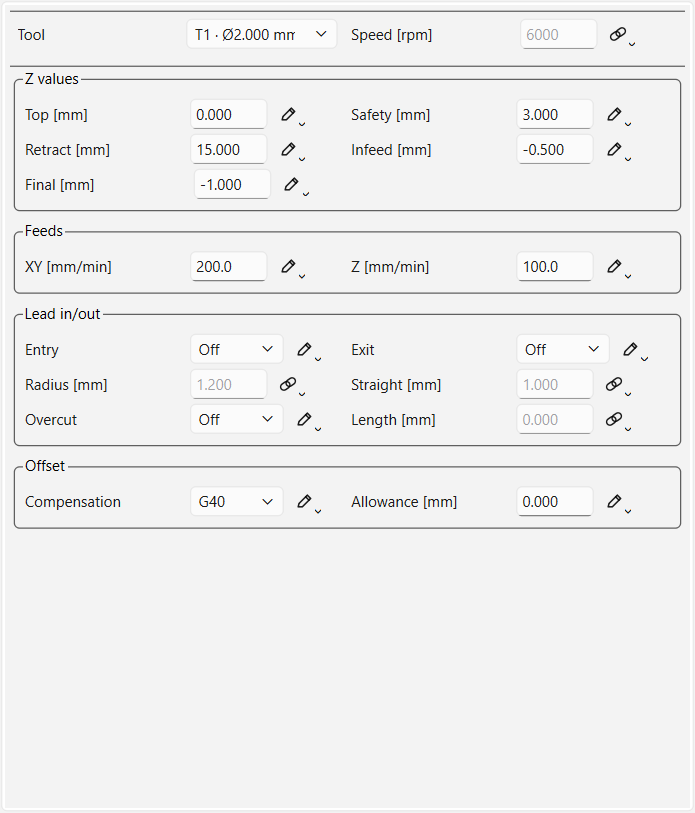 Tool T1 · Ø2.000 mm Speed [rpm] 6000
Z values
Top [mm] 0.000 Safety [mm] 3.000
Retract [mm] 15.000 Infeed [mm] -0.500
Final [mm] -1.000
Feeds
XY [mm/min] 200.0 Z [mm/min] 100.0
Lead in/out
Entry Off Exit Off
Radius [mm] 1.200 Straight [mm] 1.000
Overcut Off Length [mm] 0.000
Offset
Compensation G40 Allowance [mm] 0.000